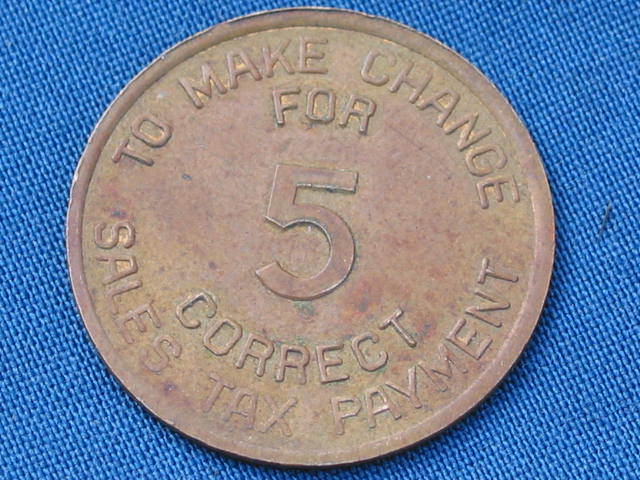 TO MAKE CHANGE
FOR
5
CORRECT
SALES TAX PAYMENT